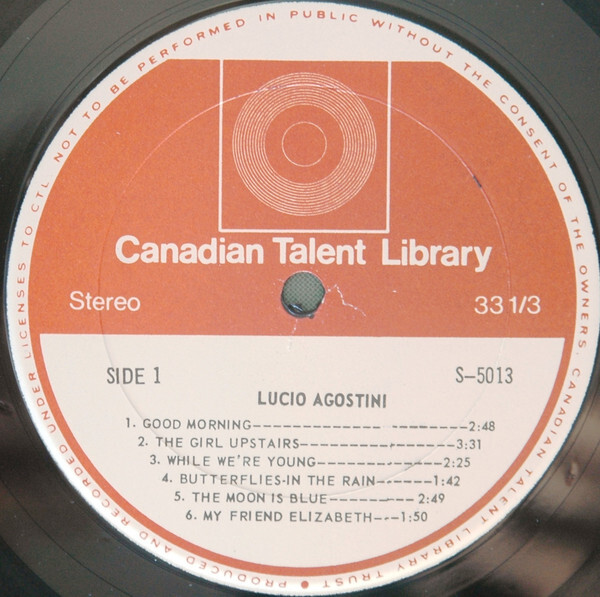 NOT TO BE PERFORMED IN PUBLIC WITHOUT THE CONSENT OF THE OWNERS: CANADIAN TALENT LIBRARY TRUST • PRODUCED AND RECORDED UNDER LICENSES TO CTL
Canadian Talent Library
Stereo 33 1/3
SIDE 1 S-5013
LUCIO AGOSTINI
1. GOOD MORNING----------------2:48
2. THE GIRL UPSTAIRS----------------3:31
3. WHILE WE'RE YOUNG----------------2:25
4. BUTTERFLIES-IN THE RAIN------1:42
5. THE MOON IS BLUE---------2:49
6. MY FRIEND ELIZABETH---1:50